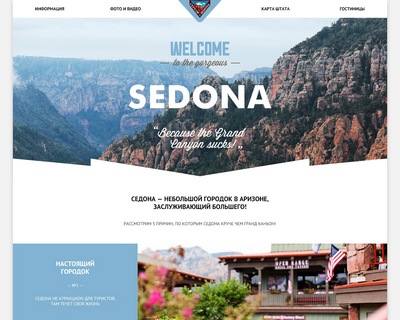 ИНФОРМАЦИЯ
ФОТО И ВИДЕО
КАРТА ШТАТА
ГОСТИНИЦЫ
WELCOME
to the gorgeous
SEDONA
“Because the Grand
Canyon sucks!”
СЕДОНА — НЕБОЛЬШОЙ ГОРОДОК В АРИЗОНЕ,
ЗАСЛУЖИВАЮЩИЙ БОЛЬШЕГО!
РАССМОТРИМ 5 ПРИЧИН, ПО КОТОРЫМ СЕДОНА КРУЧЕ ЧЕМ ГРАНД КАНЬОН!
НАСТОЯЩИЙ
ГОРОДОК
— №1 —
СЕДОНА НЕ АТРАКЦИОН ДЛЯ ТУРИСТОВ,
ТАМ ТЕЧЕТ СВОЯ ЖИЗНЬ
OPEN RANGE